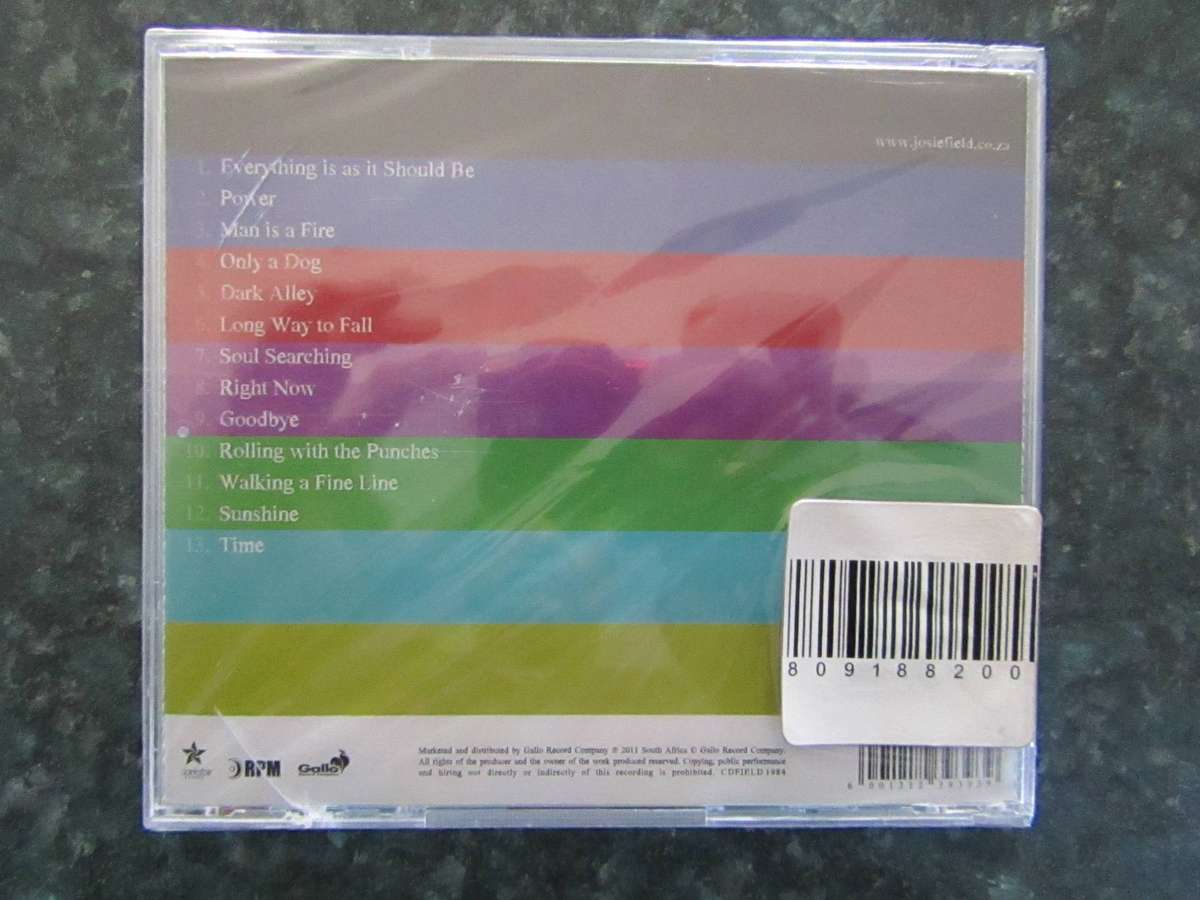 www.josiefield.co.za
1. Everything is as it Should Be
2. Power
3. Man is a Fire
4. Only a Dog
5. Dark Alley
6. Long Way to Fall
7. Soul Searching
8. Right Now
9. Goodbye
10. Rolling with the Punches
11. Walking a Fine Line
12. Sunshine
13. Time
809188200
RPM
Gallo
Marketed and distributed by Gallo Record Company ℗ 2011 South Africa © Gallo Record Company.
All rights of the producer and the owner of the work produced reserved. Copying, public performance
and hiring not directly or indirectly of this recording is prohibited. CDFIELD 1984